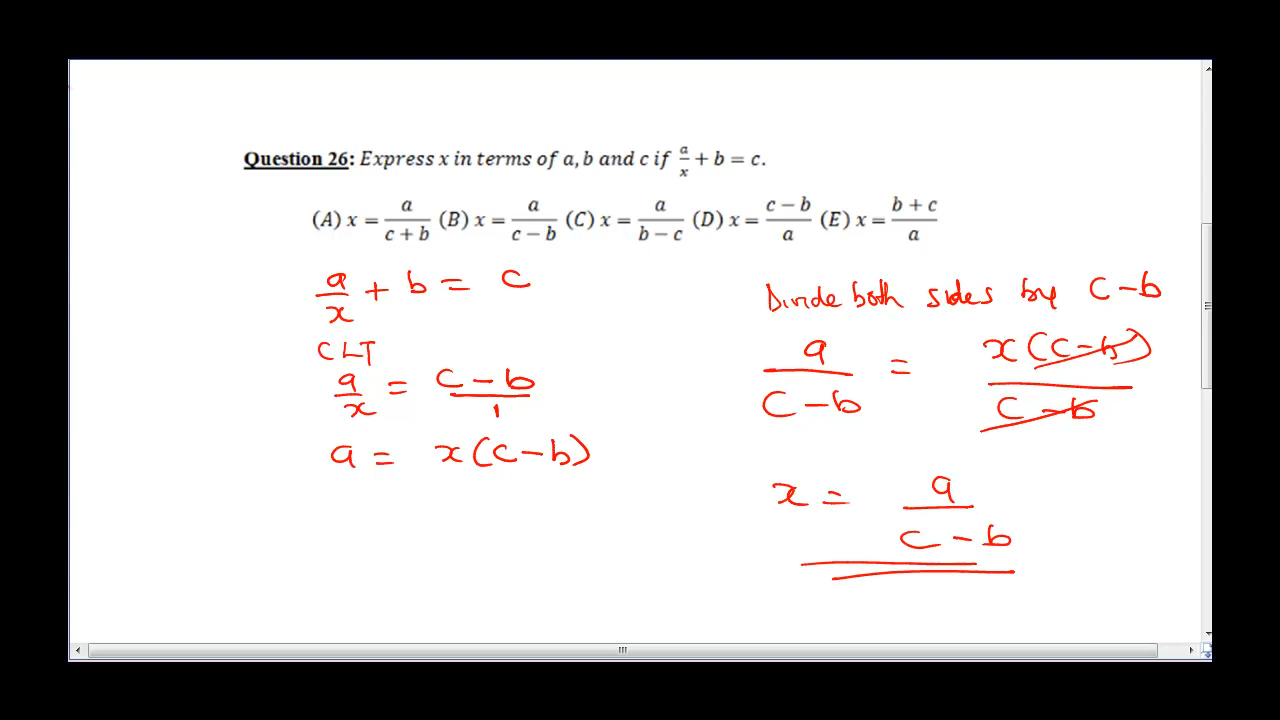 Question 26: Express x in terms of a, b and c if a/x + b = c.
(A) x = a/(c + b) (B) x = a/(c − b) (C) x = a/(b − c) (D) x = (c − b)/a (E) x = (b + c)/a
a/x + b = c
CLT
a/x = (c − b)/1
a = x(c − b)
Divide both sides by c − b
a/(c − b) = x(c − b)/(c − b)
x = a/(c − b)